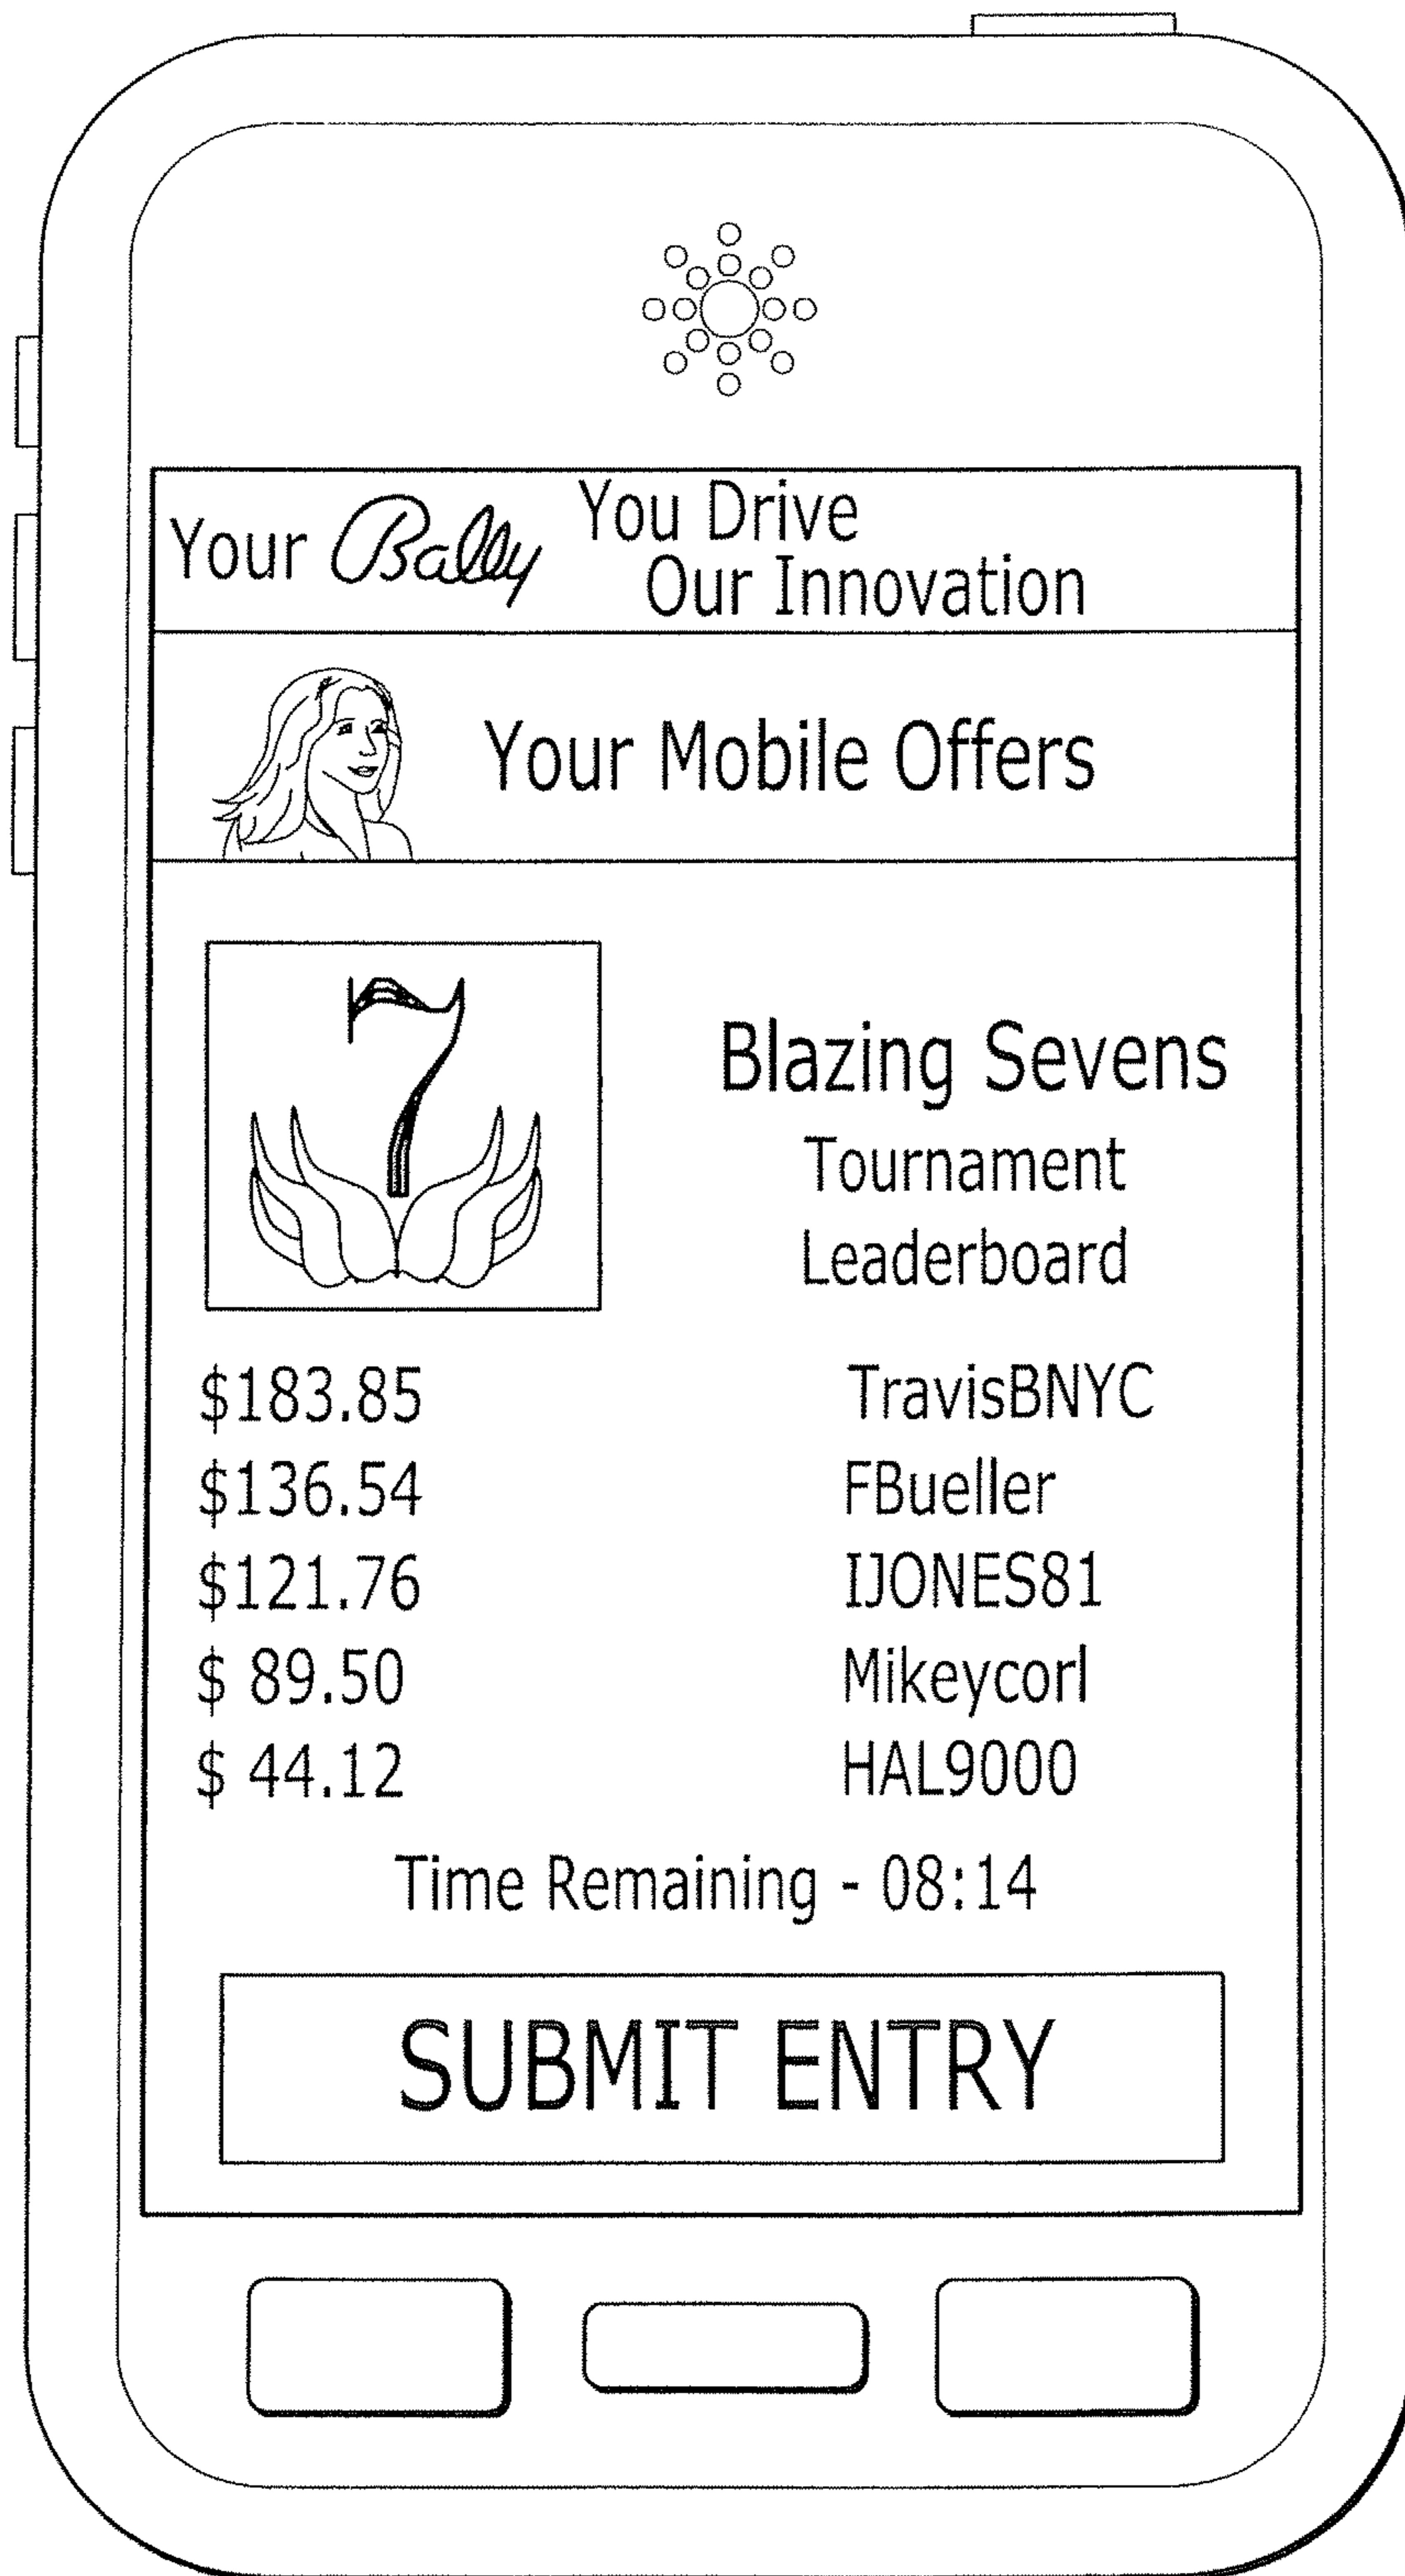 Your Bally You Drive
Our Innovation
Your Mobile Offers
7
Blazing Sevens
Tournament
Leaderboard
$183.85 TravisBNYC
$136.54 FBueller
$121.76 IJONES81
$ 89.50 Mikeycorl
$ 44.12 HAL9000
Time Remaining - 08:14
SUBMIT ENTRY